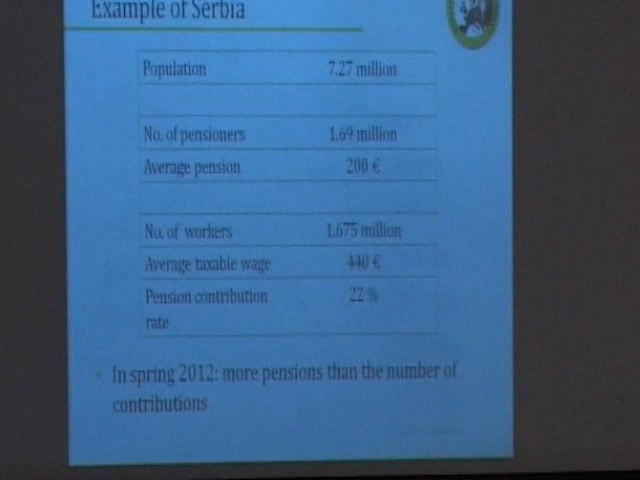 Example of Serbia
Population 7.27 million
No. of pensioners 1.69 million
Average pension 200 €
No. of workers 1.675 million
Average taxable wage 440 €
Pension contribution 22 %
rate
In spring 2012: more pensions than the number of
contributions